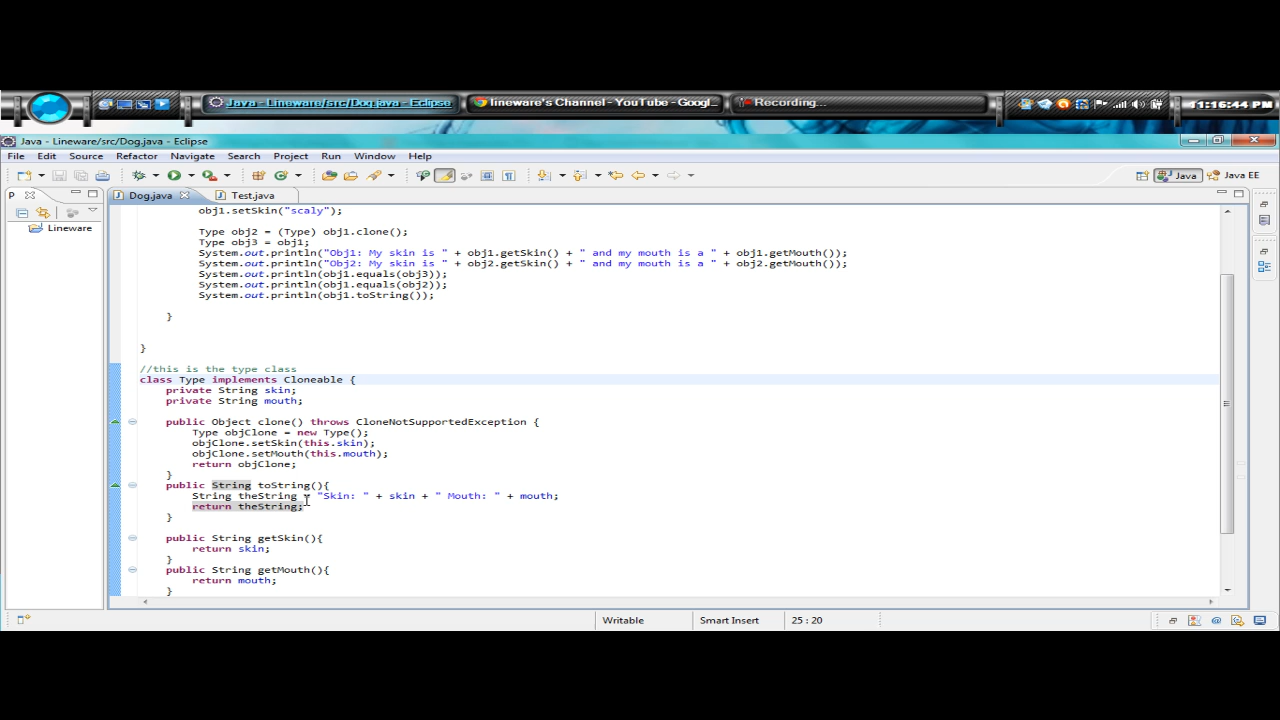 Java - Lineware/src/Dog.java - Eclipse
lineware's Channel - YouTube - Googl...
Recording...
11:16:44 PM
Java - Lineware/src/Dog.java - Eclipse
File Edit Source Refactor Navigate Search Project Run Window Help
Java
Java EE
P
Dog.java
Test.java
Lineware
obj1.setSkin("scaly");
Type obj2 = (Type) obj1.clone();
Type obj3 = obj1;
System.out.println("Obj1: My skin is " + obj1.getSkin() + " and my mouth is a " + obj1.getMouth());
System.out.println("Obj2: My skin is " + obj2.getSkin() + " and my mouth is a " + obj2.getMouth());
System.out.println(obj1.equals(obj3));
System.out.println(obj1.equals(obj2));
System.out.println(obj1.toString());
}
}
//this is the type class
class Type implements Cloneable {
private String skin;
private String mouth;
public Object clone() throws CloneNotSupportedException {
Type objClone = new Type();
objClone.setSkin(this.skin);
objClone.setMouth(this.mouth);
return objClone;
}
public String toString(){
String theString = "Skin: " + skin + " Mouth: " + mouth;
return theString;
}
public String getSkin(){
return skin;
}
public String getMouth(){
return mouth;
}
Writable
Smart Insert
25 : 20